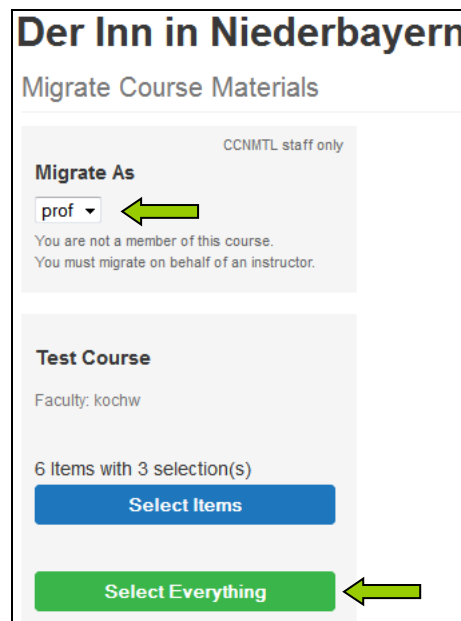 Der Inn in Niederbayern
Migrate Course Materials
CCNMTL staff only
Migrate As
prof
You are not a member of this course.
You must migrate on behalf of an instructor.
Test Course
Faculty: kochw
6 Items with 3 selection(s)
Select Items
Select Everything